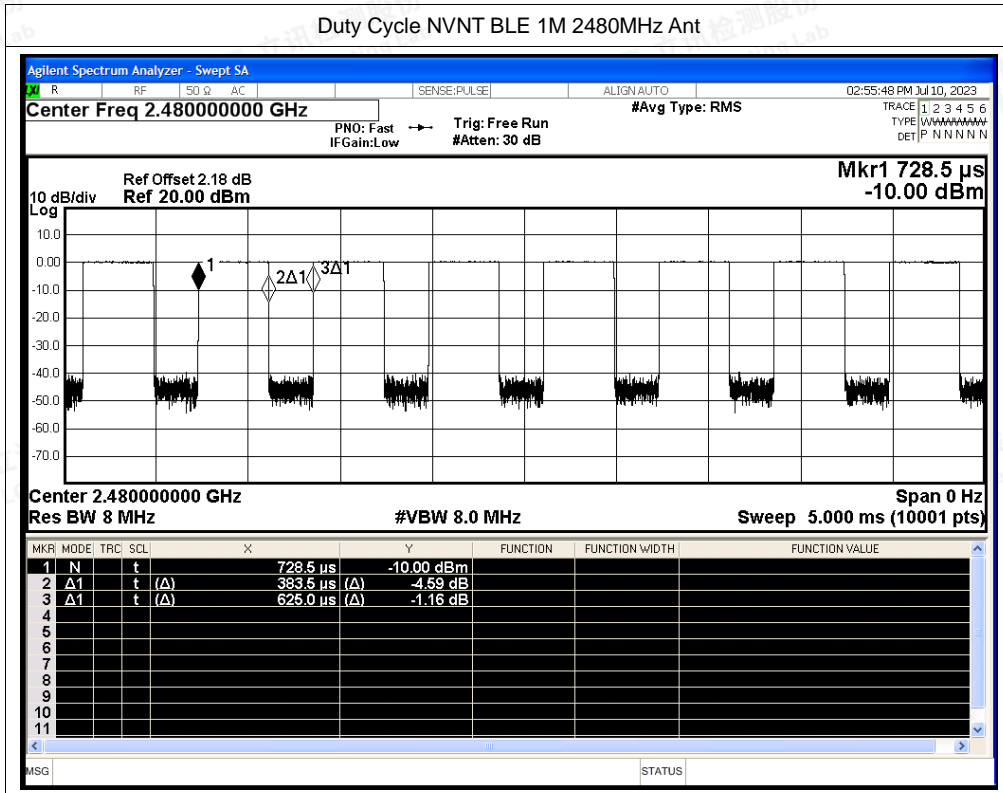 Duty Cycle NVNT BLE 1M 2480MHz Ant
Agilent Spectrum Analyzer - Swept SA
R RF 50 Ω AC SENSE:PULSE ALIGN AUTO 02:55:48 PM Jul 10, 2023
Center Freq 2.480000000 GHz #Avg Type: RMS TRACE 1 2 3 4 5 6
PNO: Fast Trig: Free Run TYPE
IFGain:Low #Atten: 30 dB DET P N N N N N
Mkr1 728.5 µs
Ref Offset 2.18 dB
10 dB/div Ref 20.00 dBm -10.00 dBm
Log
10.0
0.00
1 2Δ1 3Δ1
-10.0
-20.0
-30.0
-40.0
-50.0
-60.0
-70.0
Center 2.480000000 GHz Span 0 Hz
Res BW 8 MHz #VBW 8.0 MHz Sweep 5.000 ms (10001 pts)
MKR MODE TRC SCL X Y FUNCTION FUNCTION WIDTH FUNCTION VALUE
1 N t 728.5 µs -10.00 dBm
2 Δ1 t (Δ) 383.5 µs (Δ) -4.59 dB
3 Δ1 t (Δ) 625.0 µs (Δ) -1.16 dB
4
5
6
7
8
9
10
11
MSG STATUS